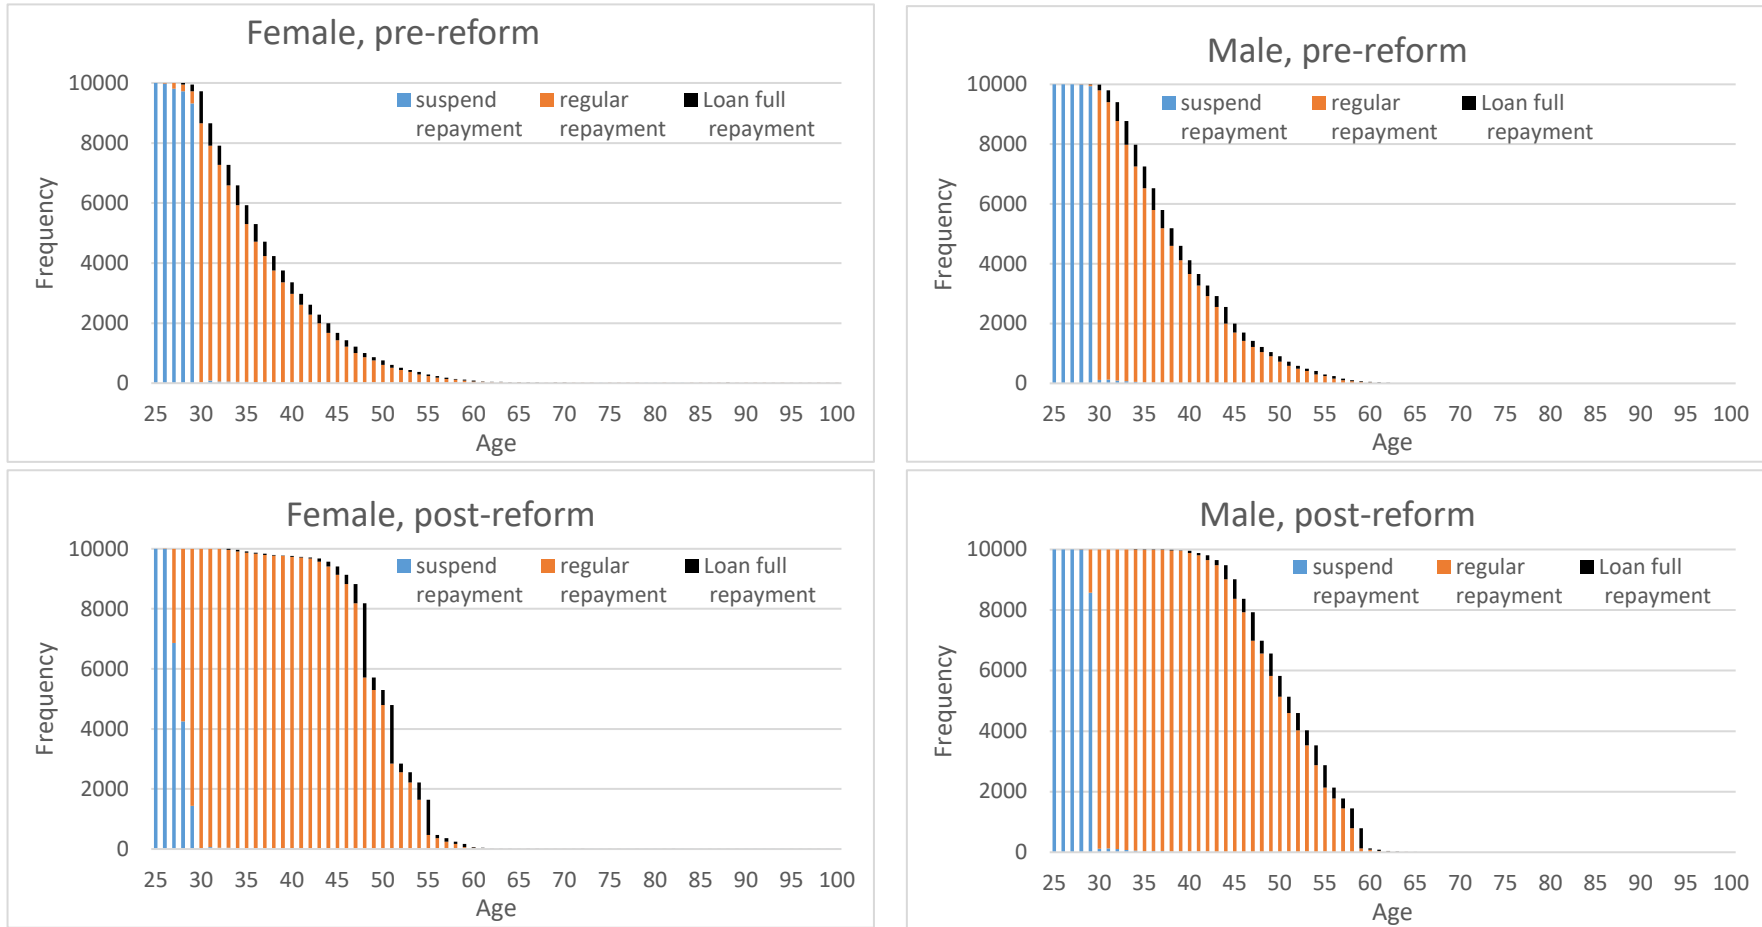 Female, pre-reform
10000
8000
6000
4000
2000
0
Frequency
suspend repayment
regular repayment
Loan full repayment
25 30 35 40 45 50 55 60 65 70 75 80 85 90 95 100
Age
Male, pre-reform
10000
8000
6000
4000
2000
0
Frequency
suspend repayment
regular repayment
Loan full repayment
25 30 35 40 45 50 55 60 65 70 75 80 85 90 95 100
Age
Female, post-reform
10000
8000
6000
4000
2000
0
Frequency
suspend repayment
regular repayment
Loan full repayment
25 30 35 40 45 50 55 60 65 70 75 80 85 90 95 100
Age
Male, post-reform
10000
8000
6000
4000
2000
0
Frequency
suspend repayment
regular repayment
Loan full repayment
25 30 35 40 45 50 55 60 65 70 75 80 85 90 95 100
Age